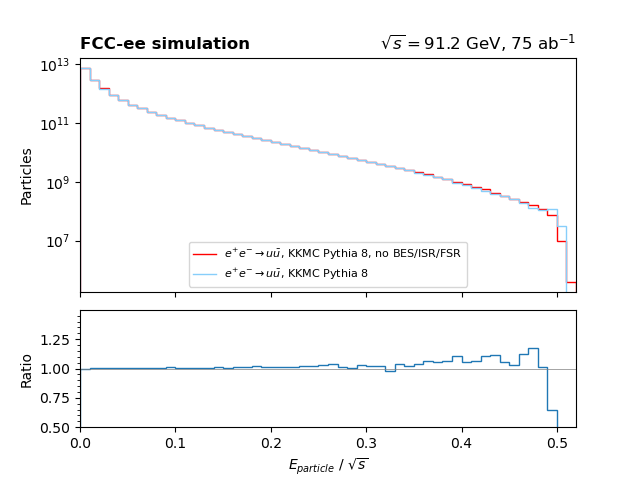 FCC-ee simulation
√s = 91.2 GeV, 75 ab⁻¹
10¹³
10¹¹
10⁹
10⁷
Particles
e⁺e⁻ → uū, KKMC Pythia 8, no BES/ISR/FSR
e⁺e⁻ → uū, KKMC Pythia 8
1.25
1.00
0.75
0.50
Ratio
0.0 0.1 0.2 0.3 0.4 0.5
E_particle / √s